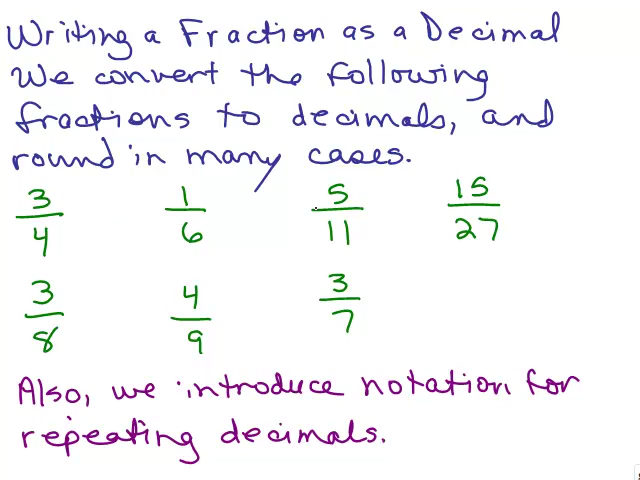 Writing a Fraction as a Decimal
We convert the following
fractions to decimals, and
round in many cases.
3/4 1/6 5/11 15/27
3/8 4/9 3/7
Also, we introduce notation for
repeating decimals.